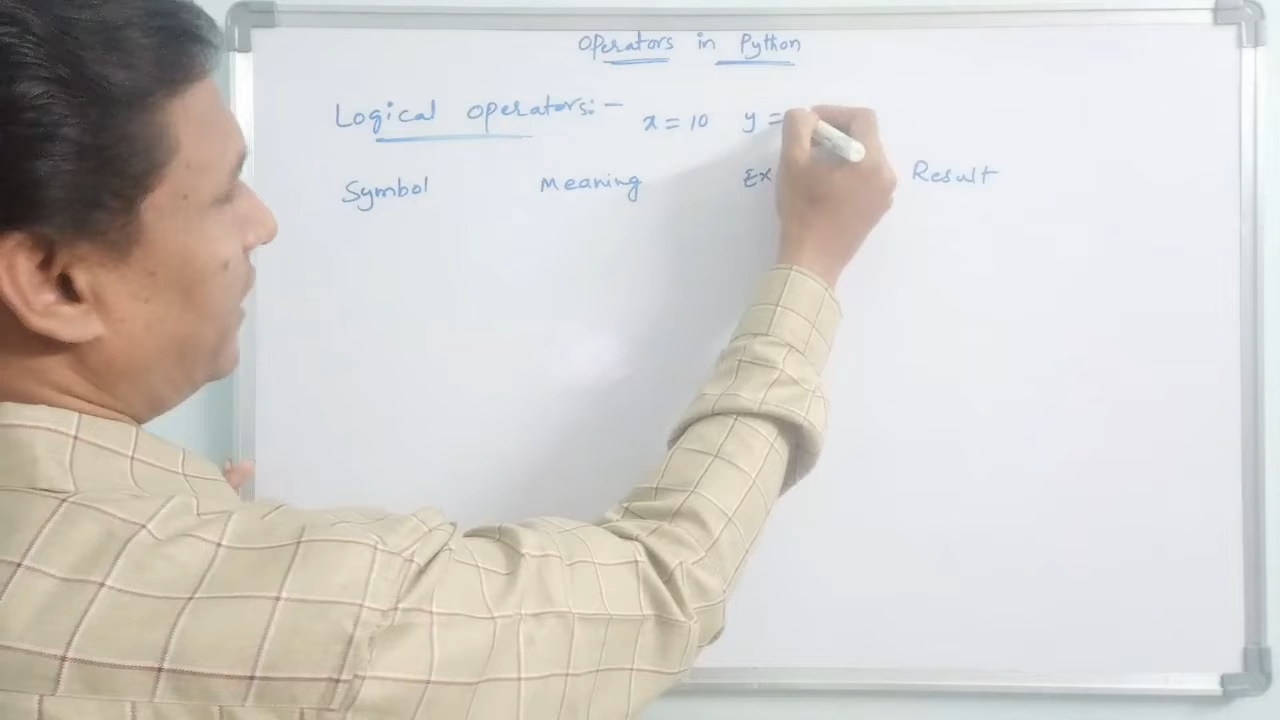 Operators in Python
Logical operators:-
x = 10 y =
Symbol Meaning Ex Result